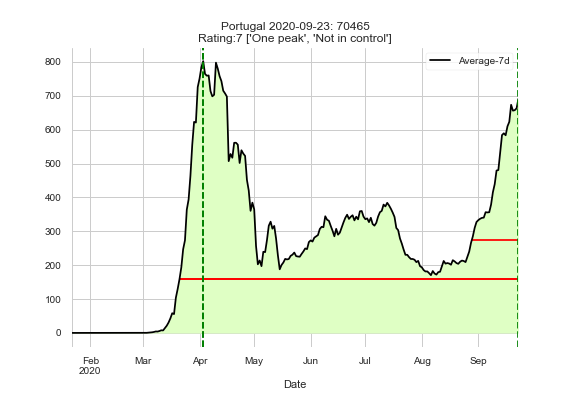 Portugal 2020-09-23: 70465
Rating:7 ['One peak', 'Not in control']
Average-7d
800
700
600
500
400
300
200
100
0
Feb
2020
Mar
Apr
May
Jun
Jul
Aug
Sep
Date